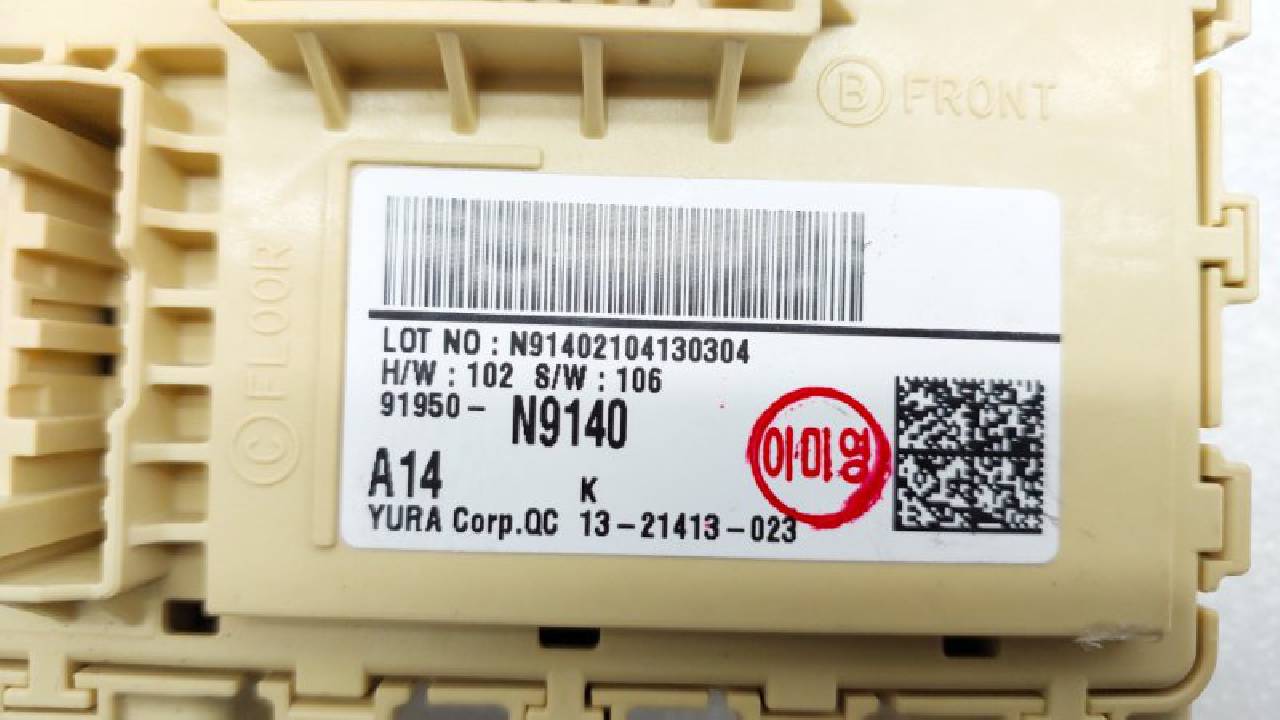 B FRONT
C FLOOR
LOT NO : N91402104130304
H/W : 102 S/W : 106
91950- N9140
A14
K
YURA Corp.QC 13-21413-023
이미영